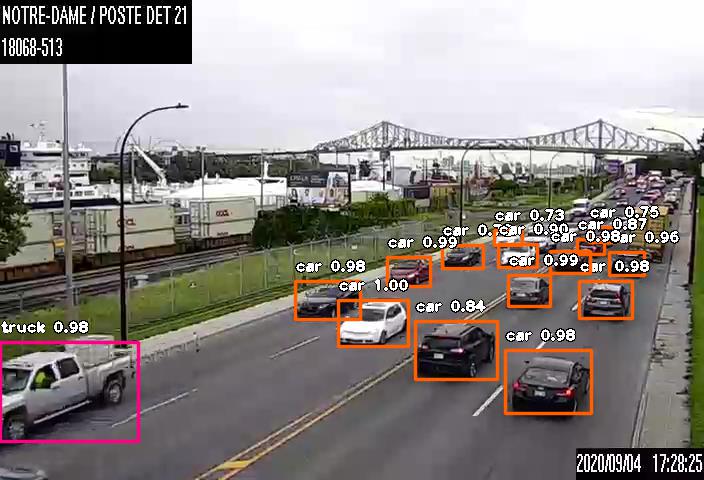 NOTRE-DAME / POSTE DET 21
18068-513
car 0.73
car 0.75
car 0.87
car 0.90
car 0.99
car 0.98
car 0.96
car 0.98
car 0.99
car 0.98
car 1.00
car 0.84
truck 0.98
car 0.98
2020/09/04 17:28:25